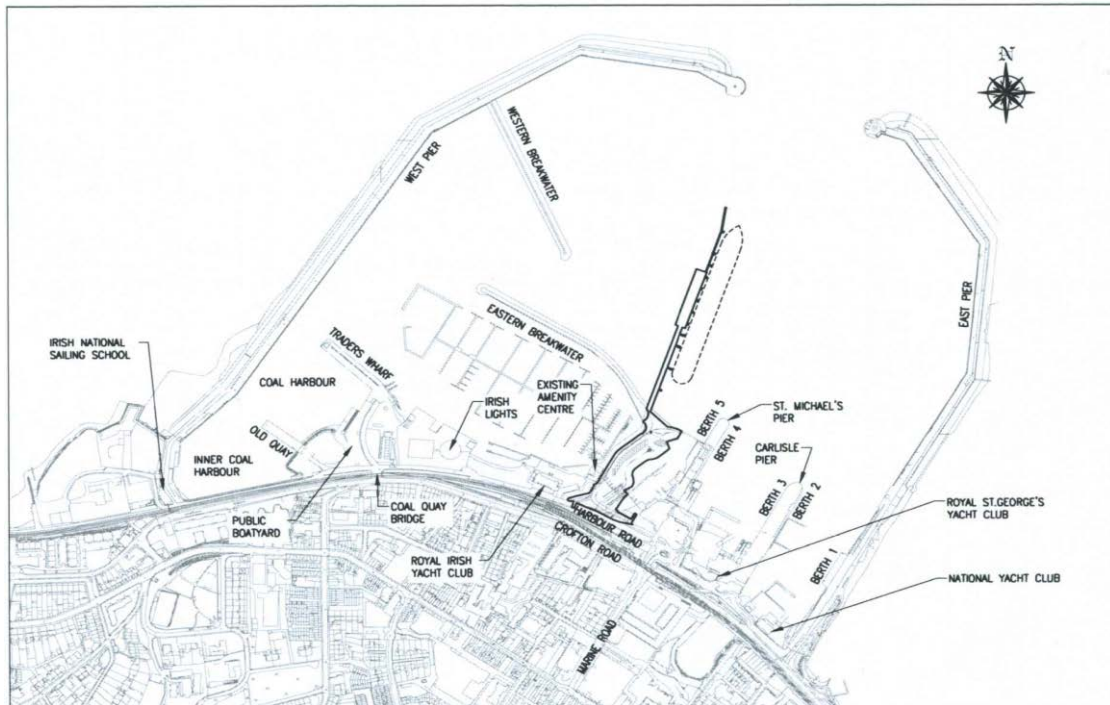 N
WESTERN BREAKWATER
WEST PIER
EAST PIER
EASTERN BREAKWATER
IRISH NATIONAL
SAILING SCHOOL
TRADERS WHARF
COAL HARBOUR
IRISH
LIGHTS
EXISTING
AMENITY
CENTRE
BERTH 5
BERTH 4
ST. MICHAEL'S
PIER
CARLISLE
PIER
OLD QUAY
INNER COAL
HARBOUR
BERTH 3
BERTH 2
PUBLIC
BOATYARD
COAL QUAY
BRIDGE
HARBOUR ROAD
CROFTON ROAD
ROYAL IRISH
YACHT CLUB
ROYAL ST.GEORGE'S
YACHT CLUB
BERTH 1
NATIONAL YACHT CLUB
MARINE ROAD